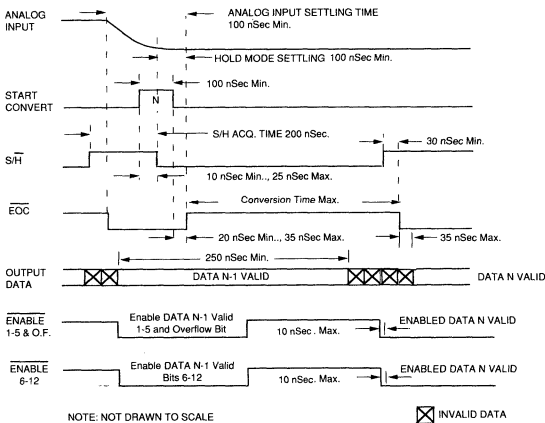 ANALOG INPUT
ANALOG INPUT SETTLING TIME
100 nSec Min.
HOLD MODE SETTLING 100 nSec Min.
100 nSec Min.
START CONVERT
N
S/H ACQ. TIME 200 nSec.
30 nSec Min.
S/H
10 nSec Min.., 25 nSec Max.
Conversion Time Max.
EOC
20 nSec Min.., 35 nSec Max.
35 nSec Max.
250 nSec Min.
OUTPUT DATA
DATA N-1 VALID
DATA N VALID
ENABLE 1-5 & O.F.
Enable DATA N-1 Valid
1-5 and Overflow Bit
10 nSec. Max.
ENABLED DATA N VALID
ENABLE 6-12
Enable DATA N-1 Valid
Bits 6-12
10 nSec. Max.
ENABLED DATA N VALID
NOTE: NOT DRAWN TO SCALE
INVALID DATA